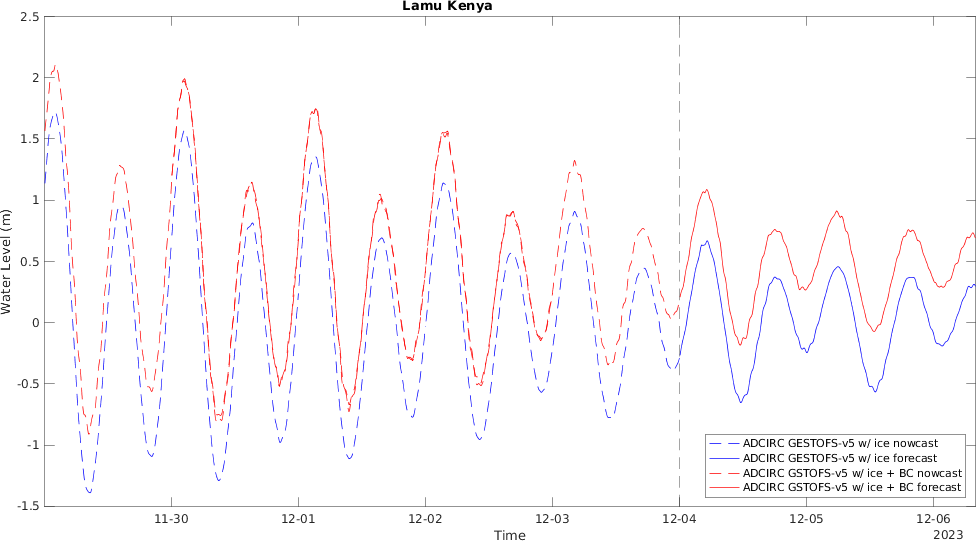 Lamu Kenya
2.5
2
1.5
1
0.5
0
-0.5
-1
-1.5
Water Level (m)
11-30
12-01
12-02
12-03
12-04
12-05
12-06
Time
2023
ADCIRC GESTOFS-v5 w/ ice nowcast
ADCIRC GESTOFS-v5 w/ ice forecast
ADCIRC GSTOFS-v5 w/ ice + BC nowcast
ADCIRC GSTOFS-v5 w/ ice + BC forecast